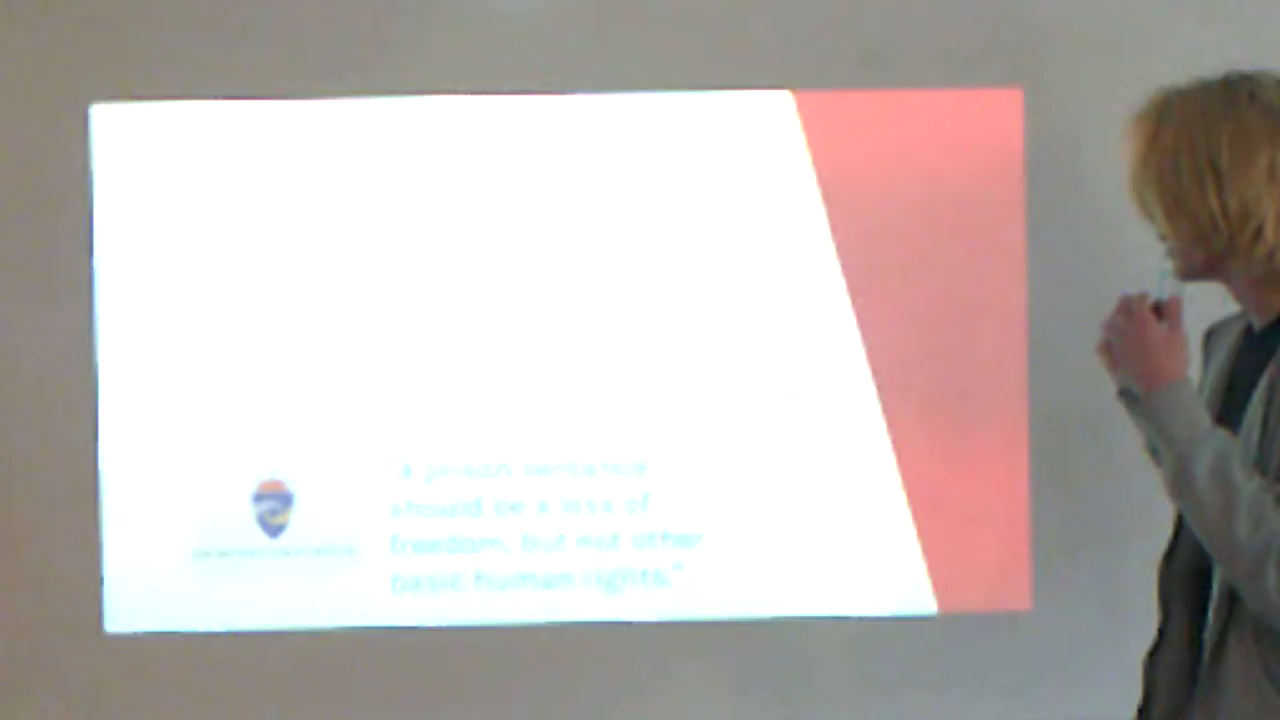 "A prison sentence
should be a loss of
freedom, but not other
basic human rights."